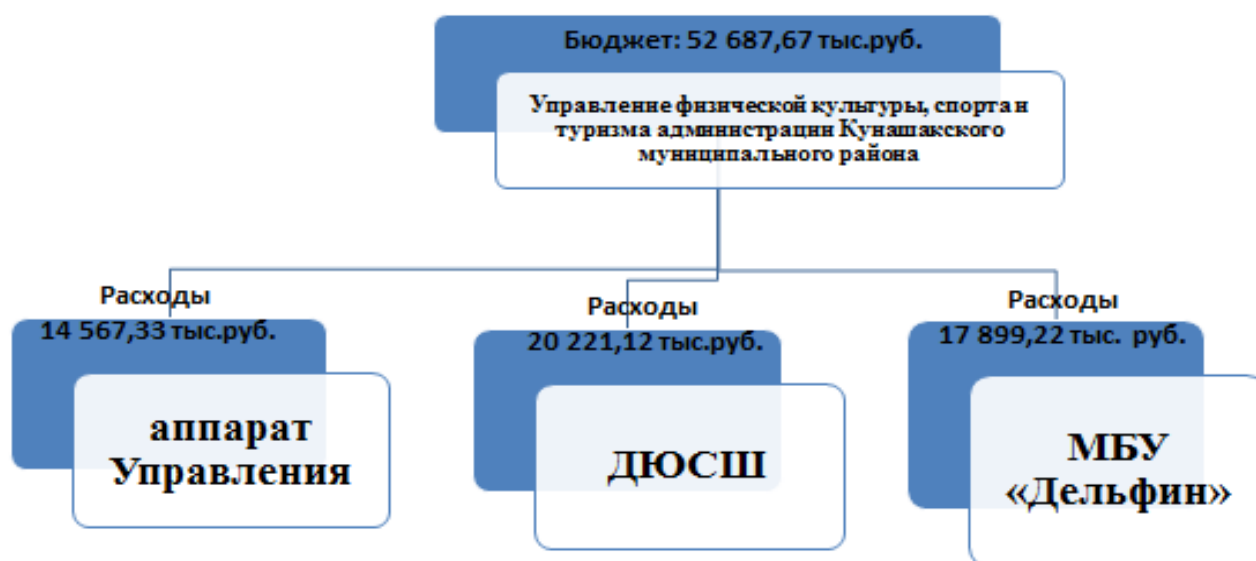 Бюджет: 52 687,67 тыс.руб.
Управление физической культуры, спорта и
туризма администрации Кунашакского
муниципального района
Расходы
14 567,33 тыс.руб.
аппарат
Управления
Расходы
20 221,12 тыс.руб.
ДЮСШ
Расходы
17 899,22 тыс. руб.
МБУ
«Дельфин»